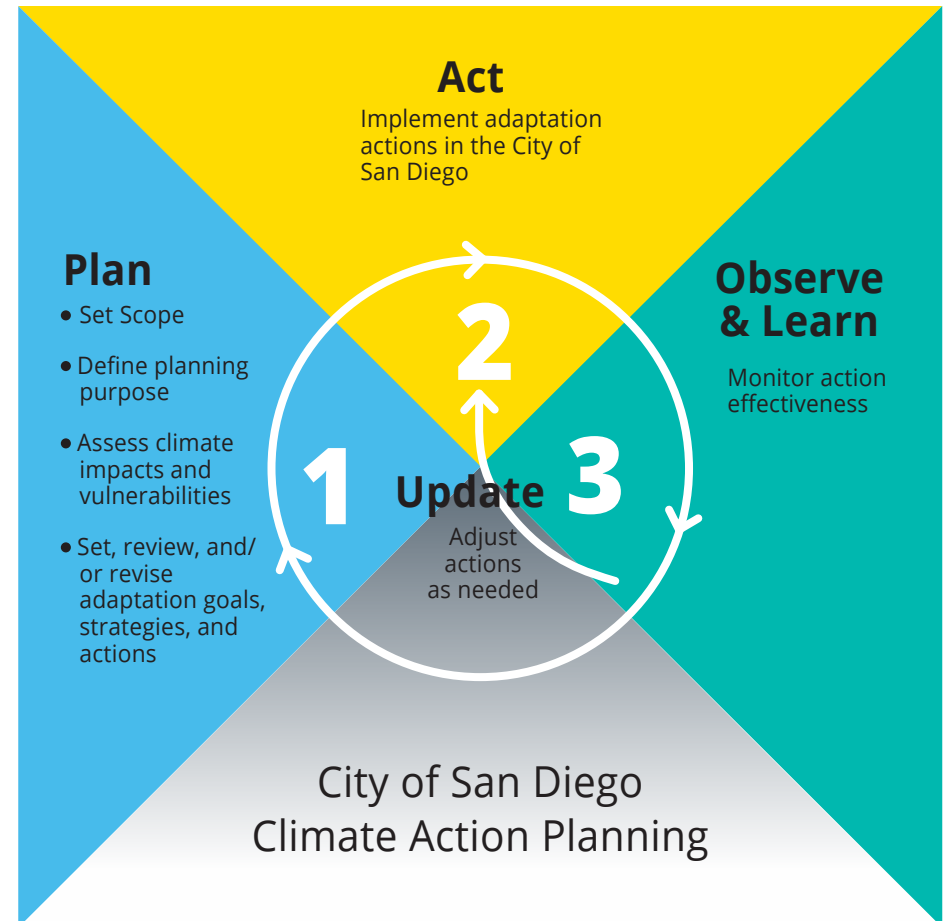 Act
Implement adaptation
actions in the City of
San Diego
Plan
• Set Scope
• Define planning
purpose
• Assess climate
impacts and
vulnerabilities
• Set, review, and/
or revise
adaptation goals,
strategies, and
actions
1
2
3
Observe
& Learn
Monitor action
effectiveness
Update
Adjust
actions
as needed
City of San Diego
Climate Action Planning